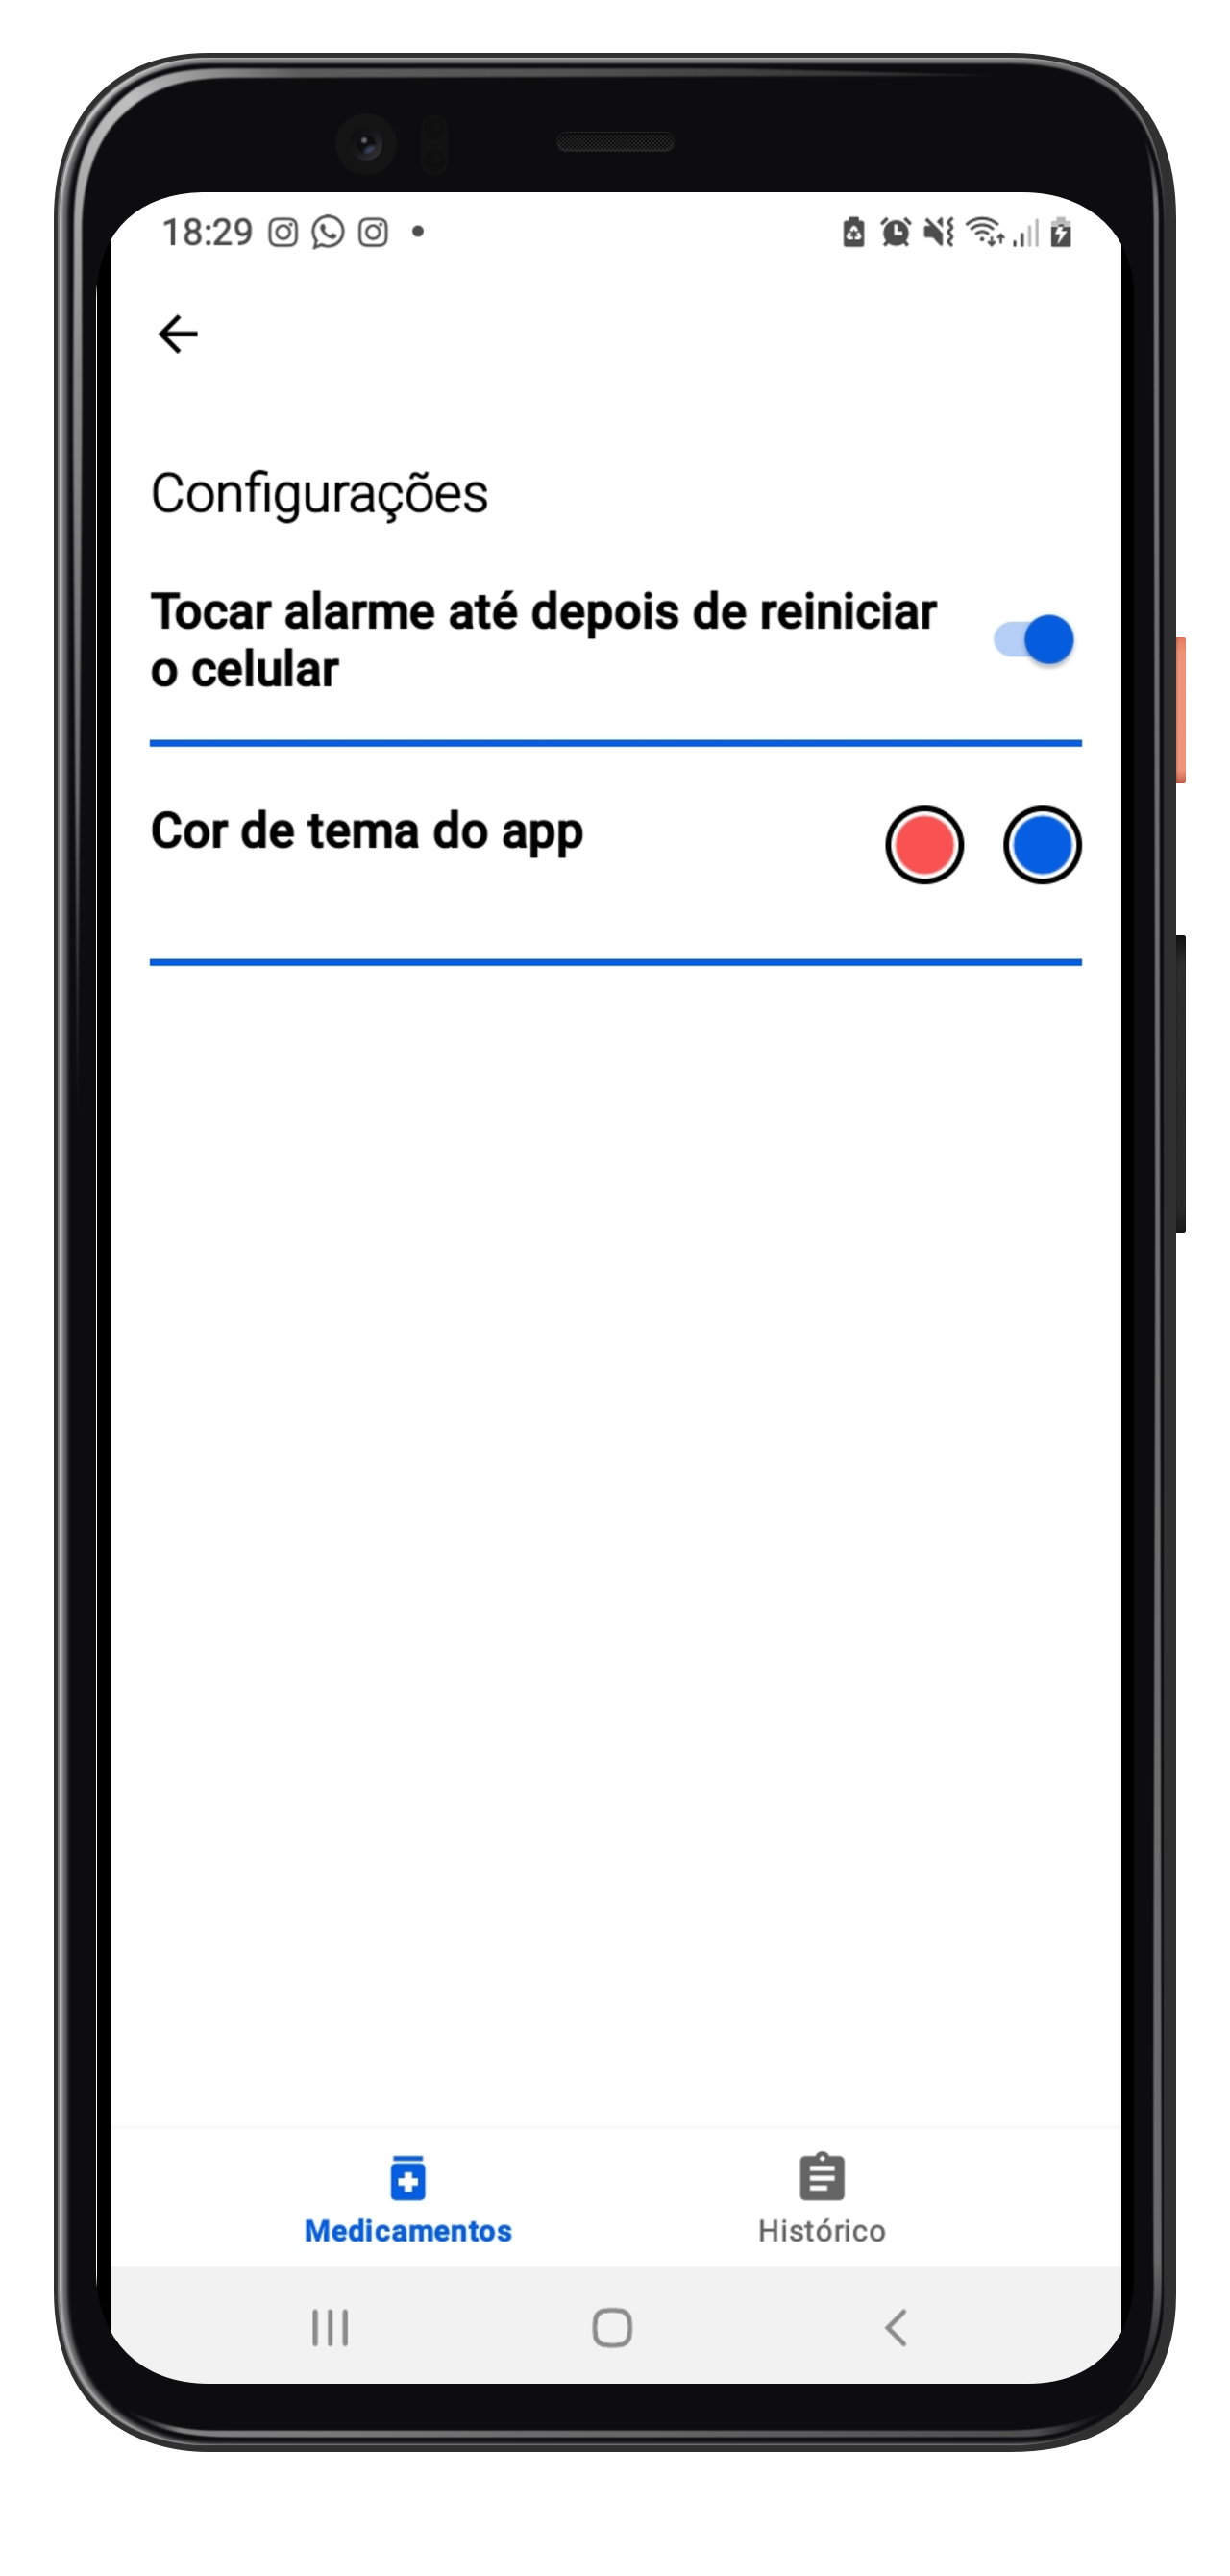 18:29
Configurações
Tocar alarme até depois de reiniciar
o celular
Cor de tema do app
Medicamentos
Histórico